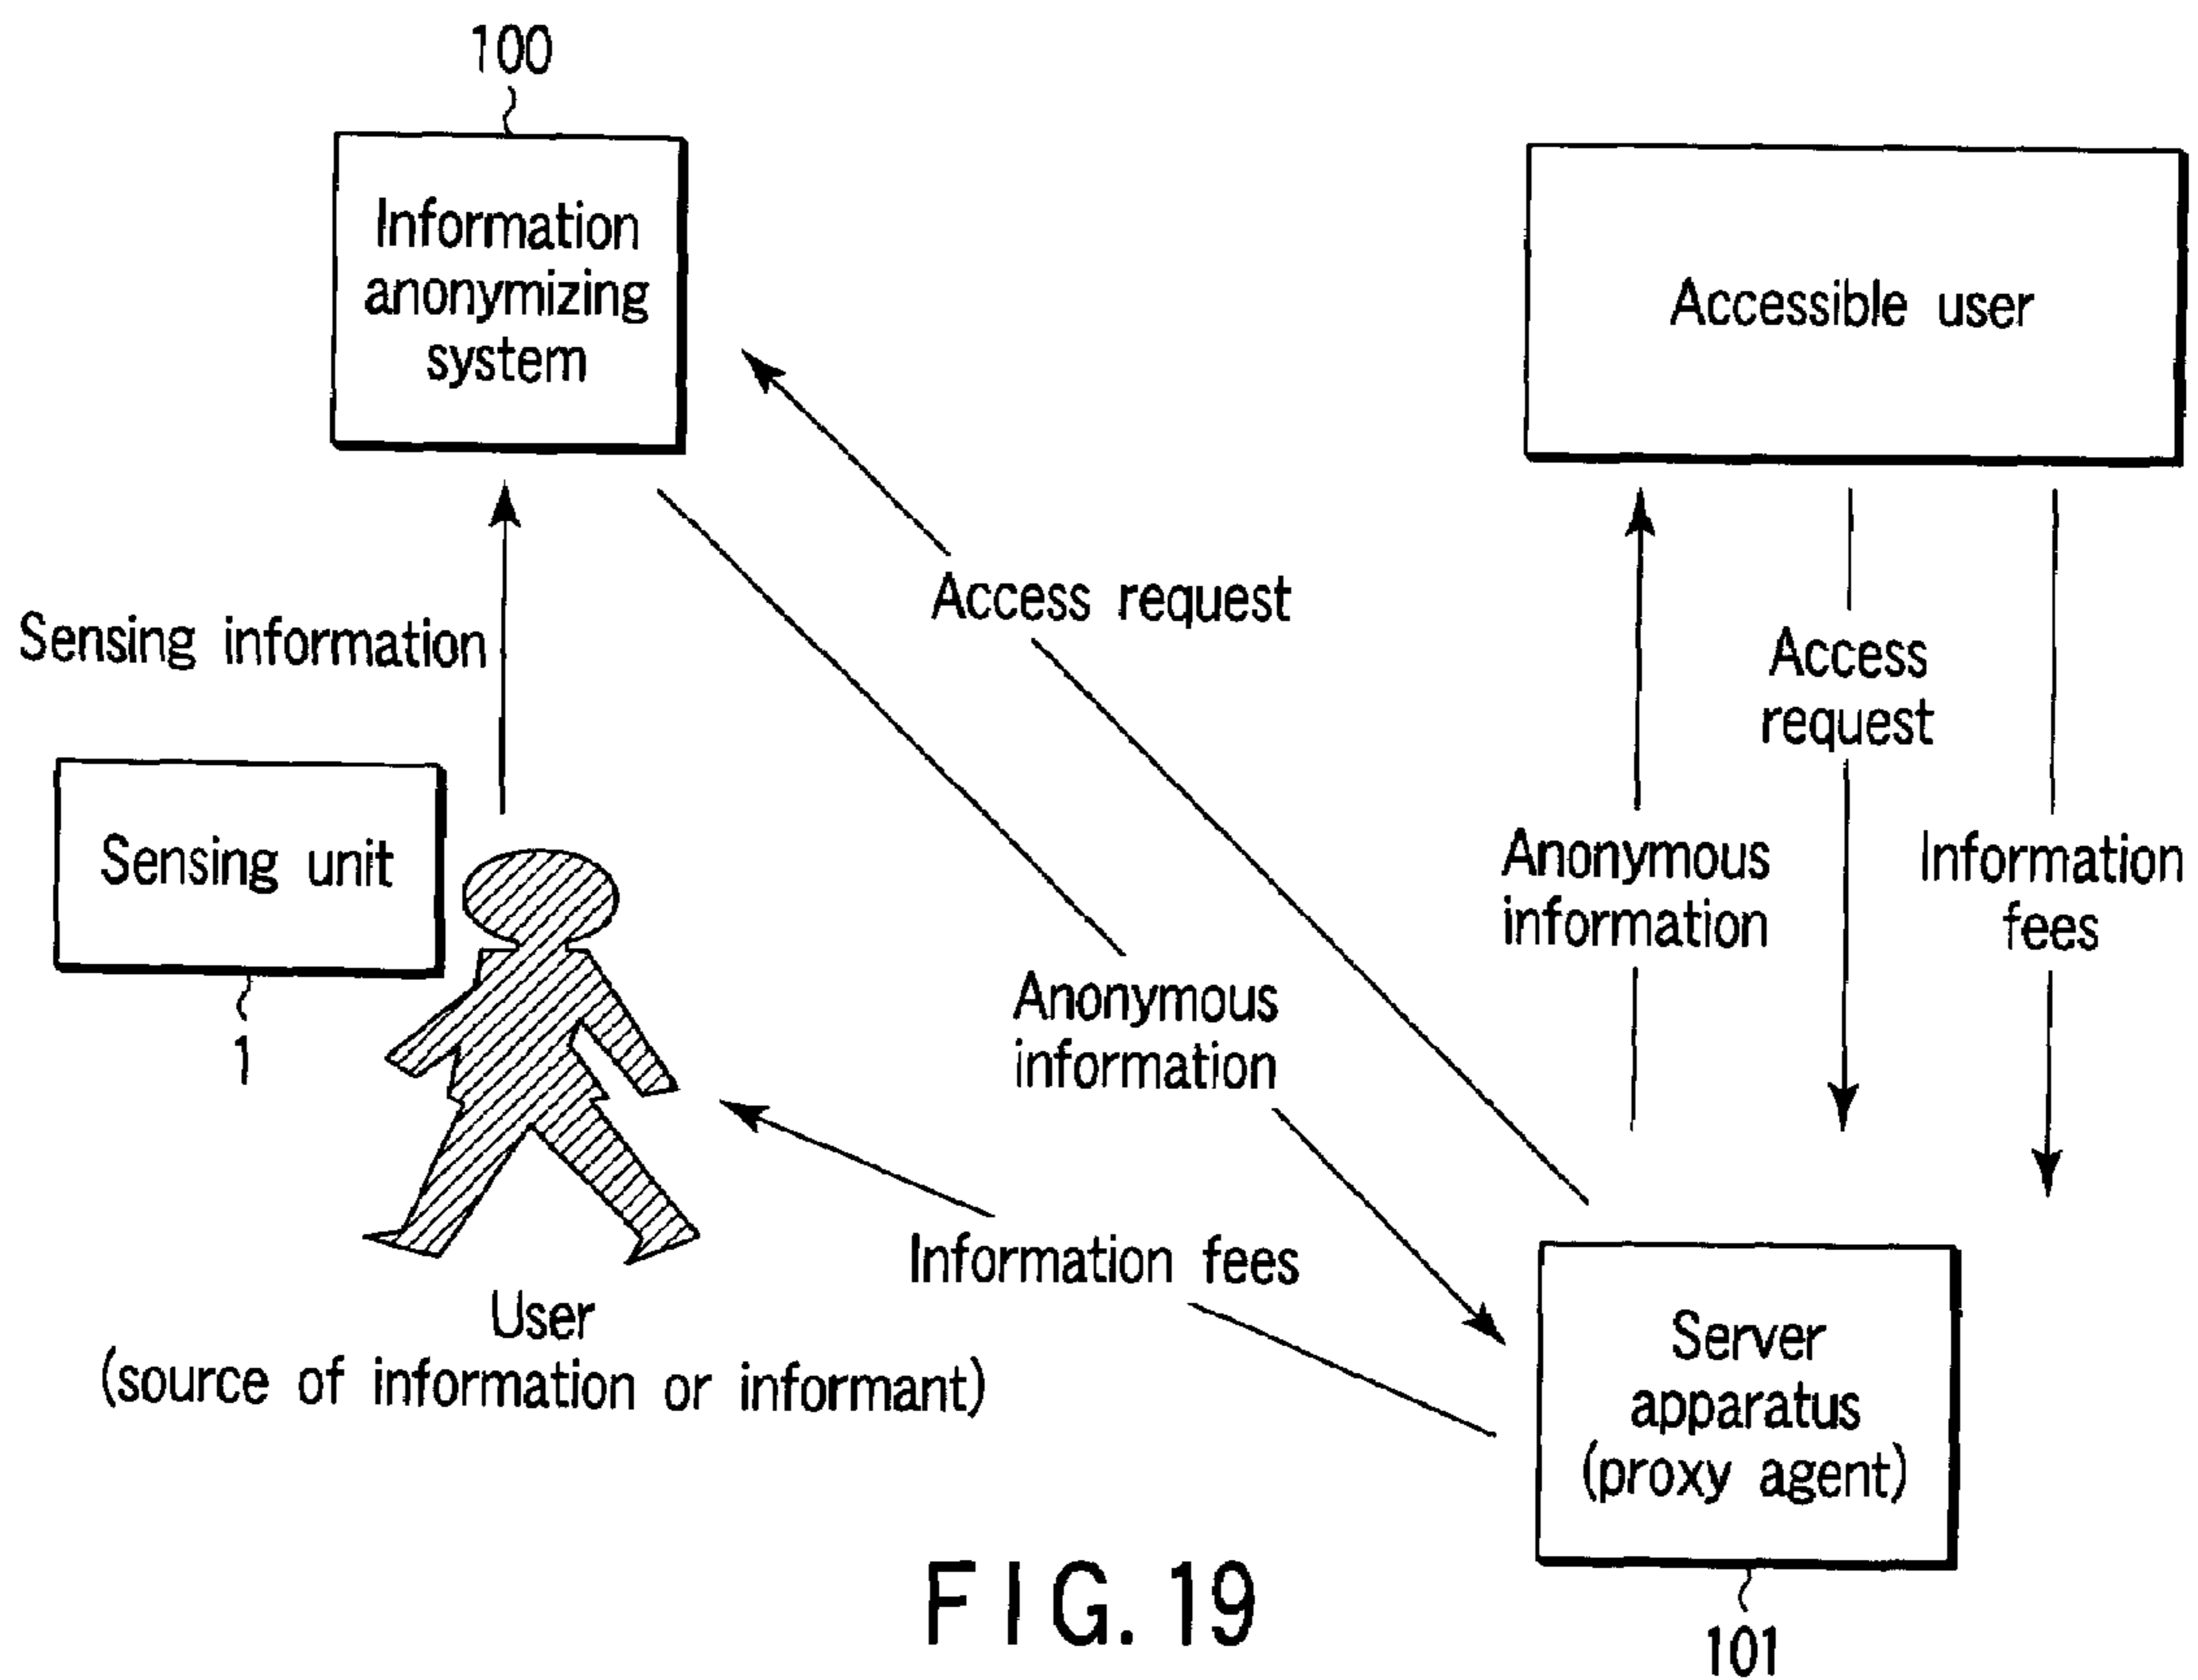 100
Information
anonymizing
system
Accessible user
Access request
Sensing information
Access
request
Sensing unit
1
Anonymous
information
Information
fees
Anonymous
information
Information fees
User
(source of information or informant)
Server
apparatus
(proxy agent)
101
FIG. 19